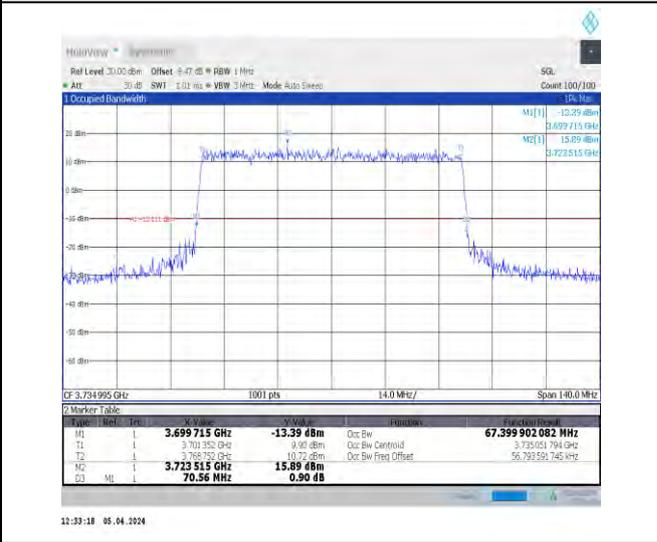 MultiView Spectrum
Ref Level 30.00 dBm Offset 9.47 dB RBW 1 MHz SGL
Att 30 dB SWT 1.01 ms VBW 3 MHz Mode Auto Sweep Count 100/100
1 Occupied Bandwidth 1Pk Max
M1[1] -13.39 dBm
3.699 715 GHz
M2[1] 15.89 dBm
3.723 515 GHz
20 dBm
10 dBm
0 dBm
-10 dBm
-20 dBm
-30 dBm
-40 dBm
-50 dBm
-60 dBm
CF 3.734 995 GHz 1001 pts 14.0 MHz/ Span 140.0 MHz
2 Marker Table
Type Ref Trc X-Value Y-Value Function Function Result
M1 1 3.699 715 GHz -13.39 dBm Occ Bw 67.399 902 082 MHz
T1 1 3.701 352 GHz 9.90 dBm Occ Bw Centroid 3.735 051 794 GHz
T2 1 3.768 752 GHz 10.72 dBm Occ Bw Freq Offset 56.793 591 745 kHz
M2 1 3.723 515 GHz 15.89 dBm
D3 M1 1 70.56 MHz 0.90 dB
12:33:18 05.04.2024